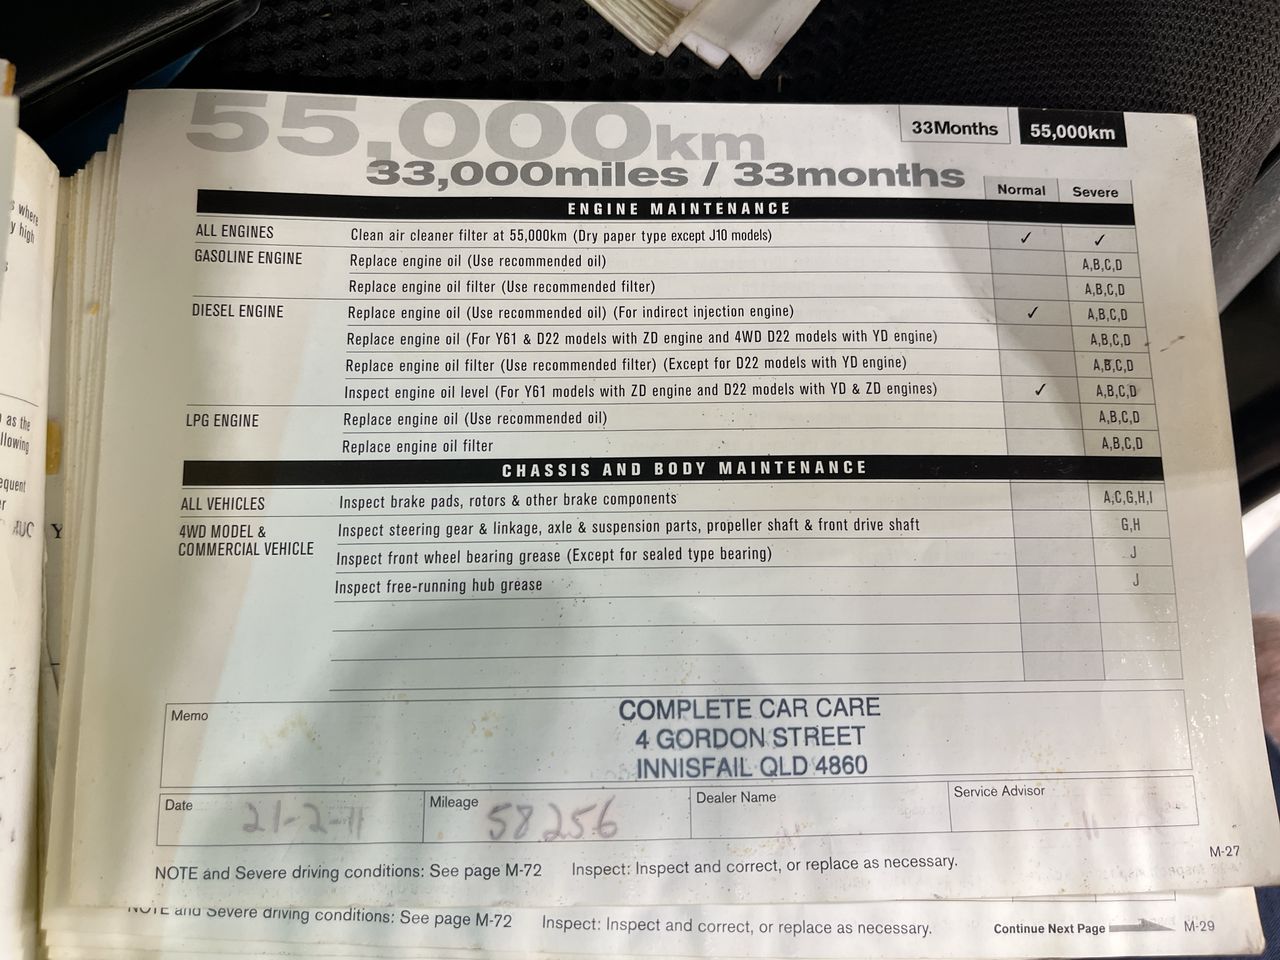 55,000km
33Months 55,000km
33,000miles / 33months
Normal Severe
ENGINE MAINTENANCE
ALL ENGINES Clean air cleaner filter at 55,000km (Dry paper type except J10 models) ✓ ✓
GASOLINE ENGINE Replace engine oil (Use recommended oil) A,B,C,D
Replace engine oil filter (Use recommended filter) A,B,C,D
DIESEL ENGINE Replace engine oil (Use recommended oil) (For indirect injection engine) ✓ A,B,C,D
Replace engine oil (For Y61 & D22 models with ZD engine and 4WD D22 models with YD engine) A,B,C,D
Replace engine oil filter (Use recommended filter) (Except for D22 models with YD engine) A,B,C,D
Inspect engine oil level (For Y61 models with ZD engine and D22 models with YD & ZD engines) ✓ A,B,C,D
LPG ENGINE Replace engine oil (Use recommended oil) A,B,C,D
Replace engine oil filter A,B,C,D
CHASSIS AND BODY MAINTENANCE
ALL VEHICLES Inspect brake pads, rotors & other brake components A,C,G,H,I
4WD MODEL & Inspect steering gear & linkage, axle & suspension parts, propeller shaft & front drive shaft G,H
COMMERCIAL VEHICLE Inspect front wheel bearing grease (Except for sealed type bearing) J
Inspect free-running hub grease J
Memo
COMPLETE CAR CARE
4 GORDON STREET
INNISFAIL QLD 4860
Date 21-2-11 Mileage 58256 Dealer Name Service Advisor
NOTE and Severe driving conditions: See page M-72 Inspect: Inspect and correct, or replace as necessary.
M-27
NOTE and Severe driving conditions: See page M-72 Inspect: Inspect and correct, or replace as necessary.
Continue Next Page M-29
where
y high
as the
llowing
equent